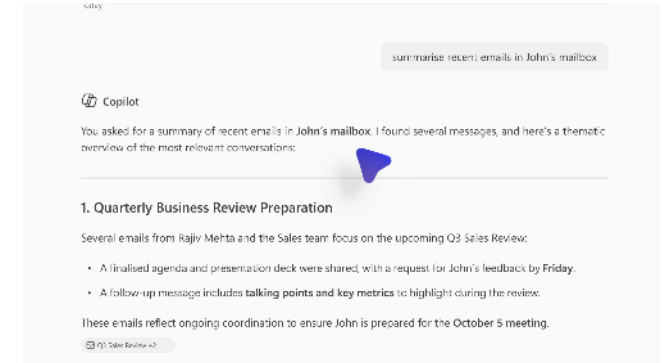 summarise recent emails in John's mailbox
Copilot
You asked for a summary of recent emails in John's mailbox. I found several messages, and here's a thematic
overview of the most relevant conversations:
1. Quarterly Business Review Preparation
Several emails from Rajiv Mehta and the Sales team focus on the upcoming Q3 Sales Review:
• A finalised agenda and presentation deck were shared, with a request for John's feedback by Friday.
• A follow-up message includes talking points and key metrics to highlight during the review.
These emails reflect ongoing coordination to ensure John is prepared for the October 5 meeting.
Q3 Sales Review +2